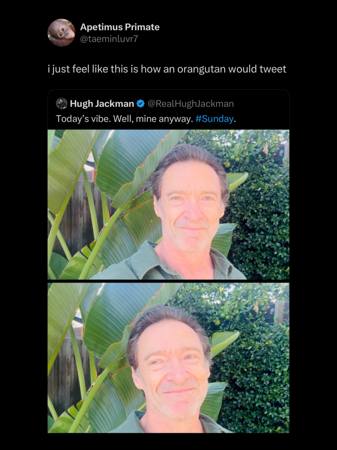 Apetimus Primate
@taeminluvr7
i just feel like this is how an orangutan would tweet
Hugh Jackman @RealHughJackman
Today's vibe. Well, mine anyway. #Sunday.